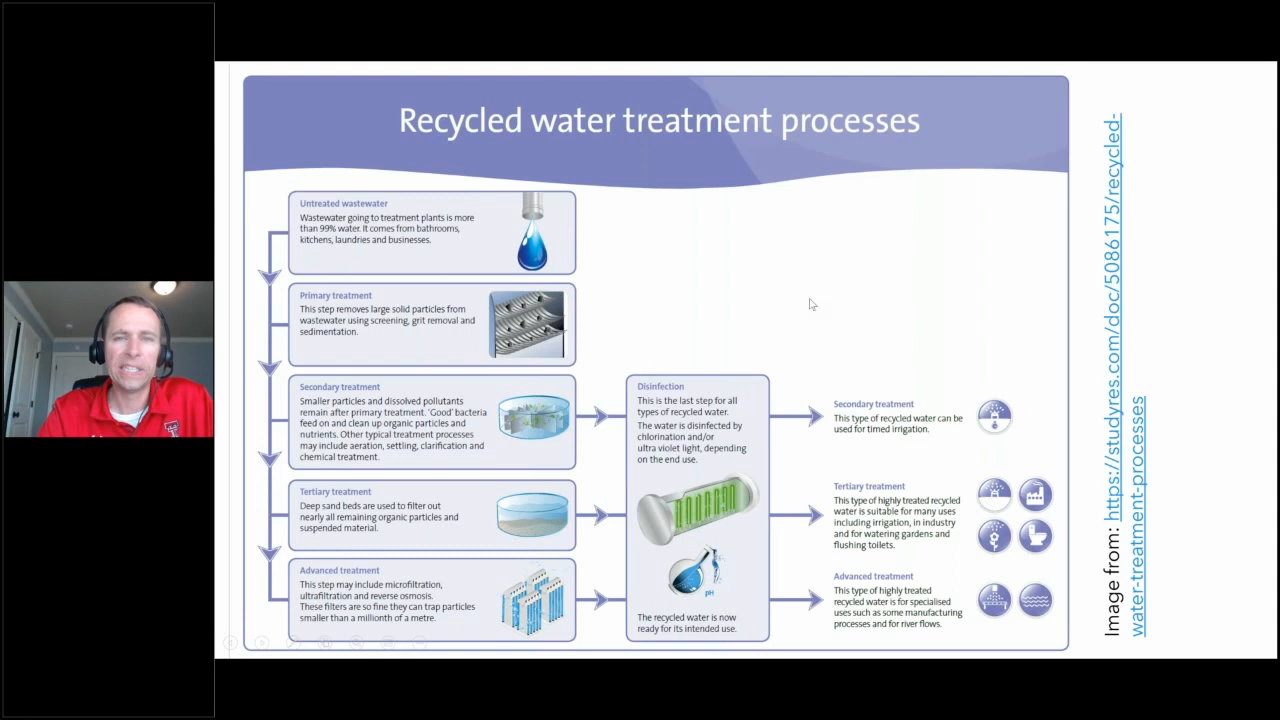 Recycled water treatment processes
Untreated wastewater
Wastewater going to treatment plants is more
than 99% water. It comes from bathrooms,
kitchens, laundries and businesses.
Primary treatment
This step removes large solid particles from
wastewater using screening, grit removal and
sedimentation.
Secondary treatment
Smaller particles and dissolved pollutants
remain after primary treatment. 'Good' bacteria
feed on and clean up organic particles and
nutrients. Other typical treatment processes
may include aeration, settling, clarification and
chemical treatment.
Tertiary treatment
Deep sand beds are used to filter out
nearly all remaining organic particles and
suspended material.
Advanced treatment
This step may include microfiltration,
ultrafiltration and reverse osmosis.
These filters are so fine they can trap particles
smaller than a millionth of a metre.
Disinfection
This is the last step for all
types of recycled water.
The water is disinfected by
chlorination and/or
ultra violet light, depending
on the end use.
pH
The recycled water is now
ready for its intended use.
Secondary treatment
This type of recycled water can be
used for timed irrigation.
Tertiary treatment
This type of highly treated recycled
water is suitable for many uses
including irrigation, in industry
and for watering gardens and
flushing toilets.
Advanced treatment
This type of highly treated
recycled water is for specialised
uses such as some manufacturing
processes and for river flows.
Image from: https://studyres.com/doc/5086175/recycled-
water-treatment-processes